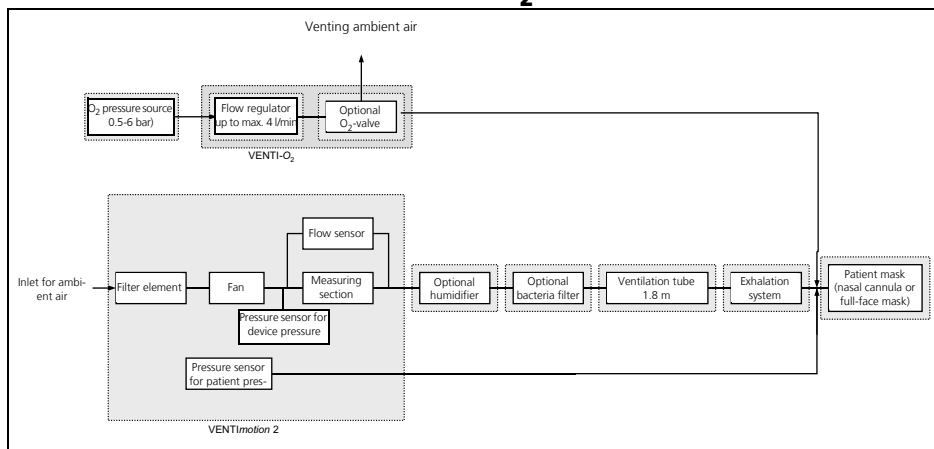 2
Venting ambient air
O2 pressure source
0.5-6 bar)
Flow regulator
up to max. 4 l/min
Optional
O2-valve
VENTI-O2
Flow sensor
Inlet for ambi-
ent air
Filter element
Fan
Measuring
section
Optional
humidifier
Optional
bacteria filter
Ventilation tube
1.8 m
Exhalation
system
Patient mask
(nasal cannula or
full-face mask)
Pressure sensor for
device pressure
Pressure sensor
for patient pres-
VENTImotion 2